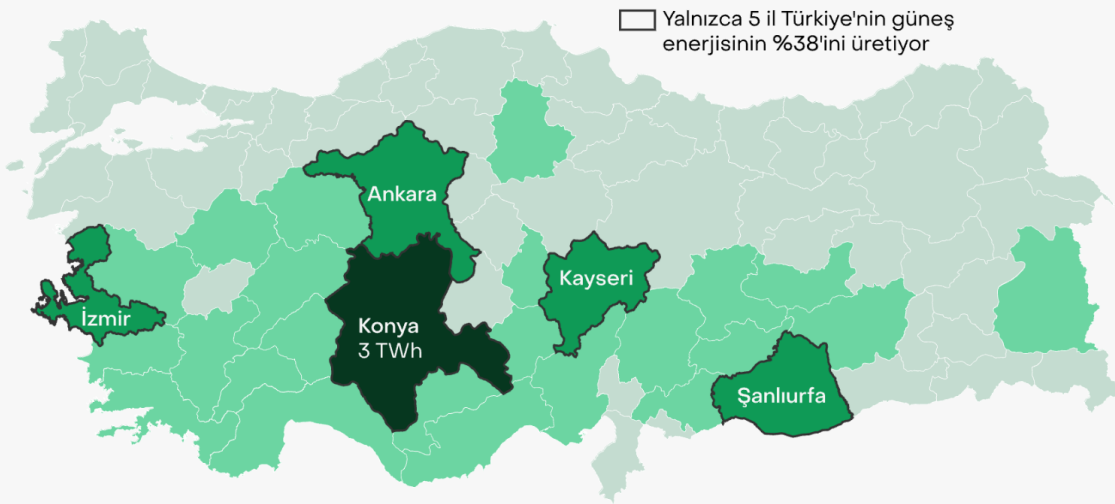 Yalnızca 5 il Türkiye'nin güneş
enerjisinin %38'ini üretiyor
Ankara
Kayseri
İzmir
Konya
3 TWh
Şanlıurfa